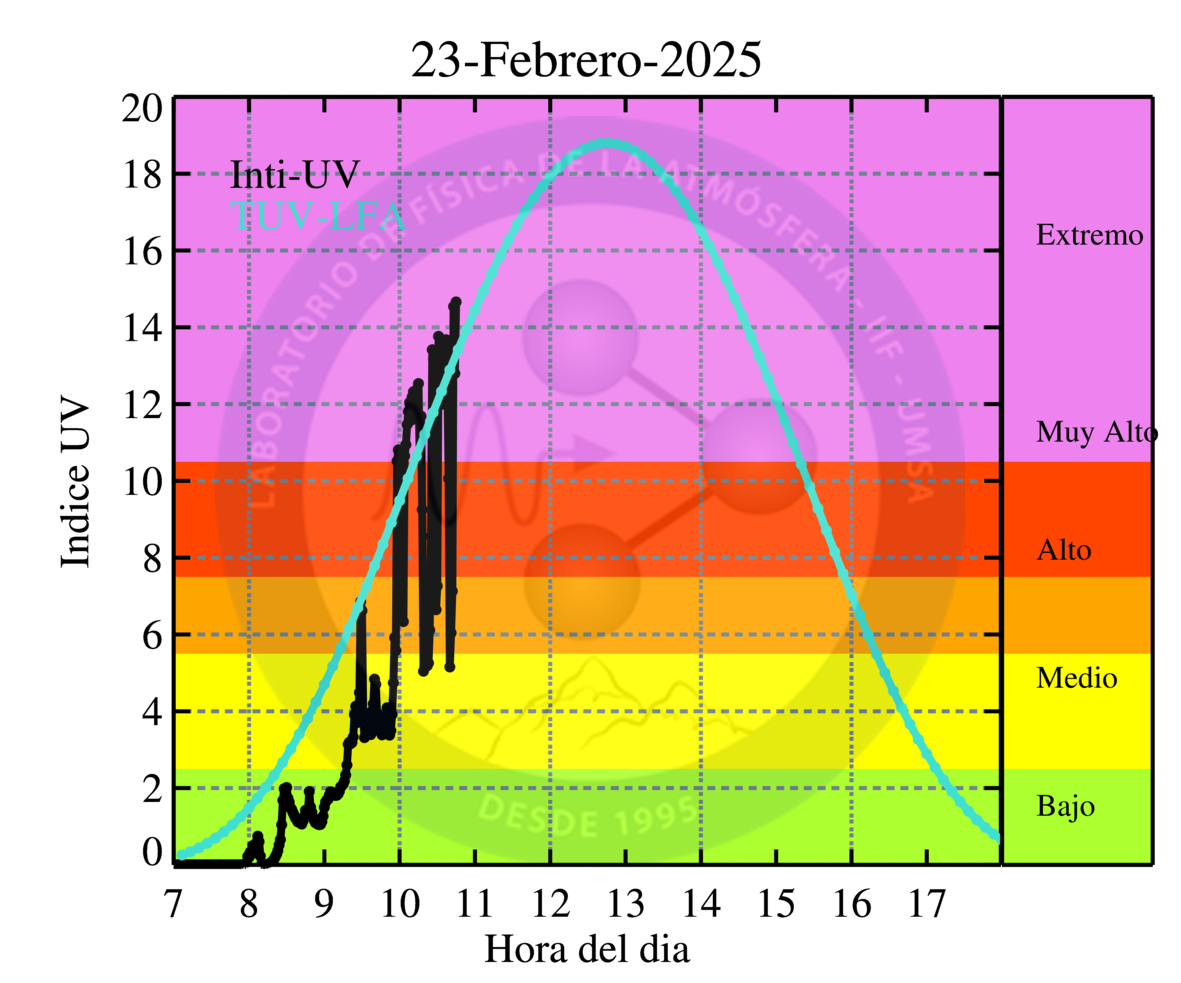 23-Febrero-2025
20
18
16
14
12
10
8
6
4
2
0
Indice UV
Inti-UV
TUV-LFA
LABORATORIO DE FÍSICA DE LA ATMÓSFERA - IIF - UMSA
DESDE 1995
Extremo
Muy Alto
Alto
Medio
Bajo
7 8 9 10 11 12 13 14 15 16 17
Hora del dia